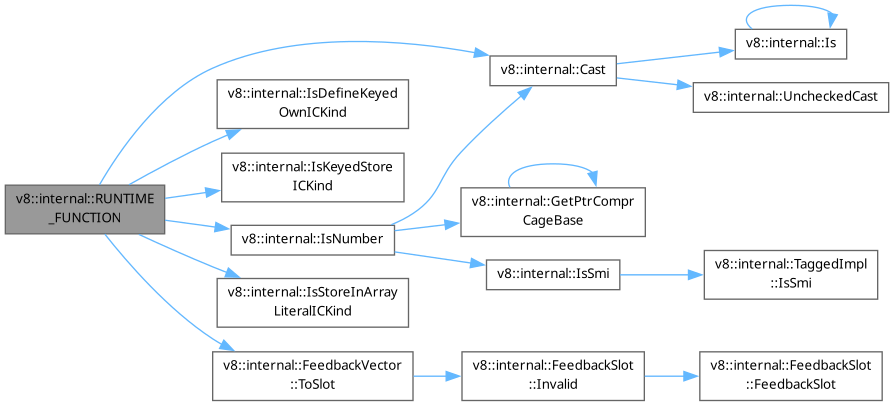 v8::internal::RUNTIME
_FUNCTION
v8::internal::Cast
v8::internal::Is
v8::internal::UncheckedCast
v8::internal::IsDefineKeyed
OwnICKind
v8::internal::IsKeyedStore
ICKind
v8::internal::IsNumber
v8::internal::GetPtrCompr
CageBase
v8::internal::IsSmi
v8::internal::TaggedImpl
::IsSmi
v8::internal::IsStoreInArray
LiteralICKind
v8::internal::FeedbackVector
::ToSlot
v8::internal::FeedbackSlot
::Invalid
v8::internal::FeedbackSlot
::FeedbackSlot